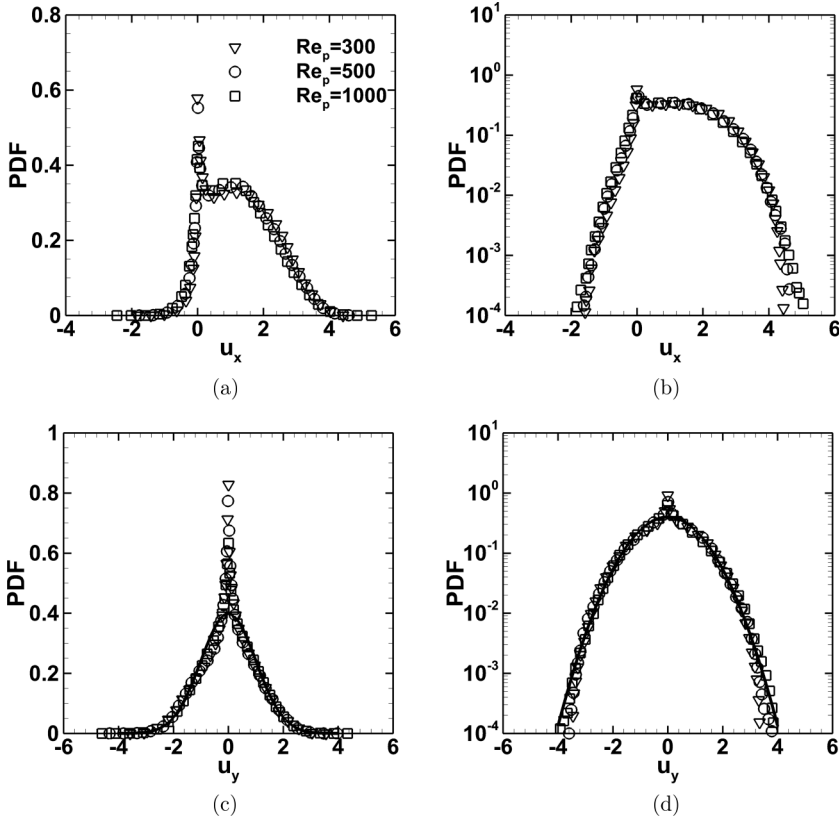 0.8
0.6
0.4
0.2
0
PDF
-4 -2 0 2 4 6
u_x
Re_p=300
Re_p=500
Re_p=1000
(a)
10^1
10^0
10^-1
10^-2
10^-3
10^-4
PDF
-4 -2 0 2 4 6
u_x
(b)
1
0.8
0.6
0.4
0.2
0
PDF
-6 -4 -2 0 2 4 6
u_y
(c)
10^1
10^0
10^-1
10^-2
10^-3
10^-4
PDF
-6 -4 -2 0 2 4 6
u_y
(d)